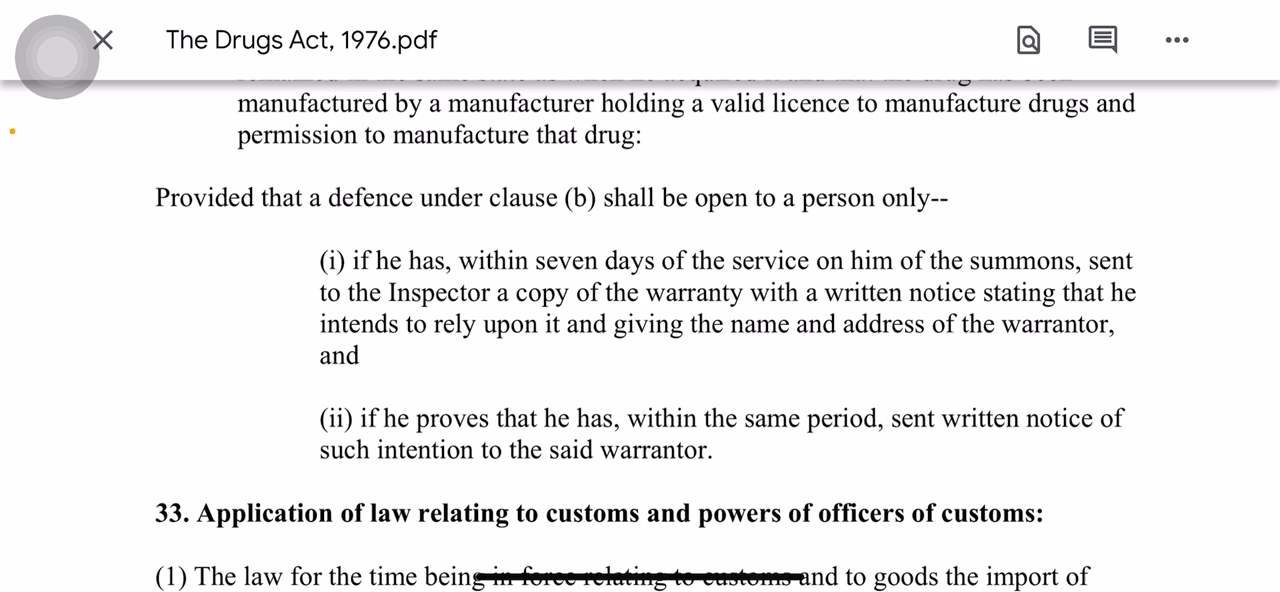 The Drugs Act, 1976.pdf
manufactured by a manufacturer holding a valid licence to manufacture drugs and
permission to manufacture that drug:
Provided that a defence under clause (b) shall be open to a person only--
(i) if he has, within seven days of the service on him of the summons, sent
to the Inspector a copy of the warranty with a written notice stating that he
intends to rely upon it and giving the name and address of the warrantor,
and
(ii) if he proves that he has, within the same period, sent written notice of
such intention to the said warrantor.
33. Application of law relating to customs and powers of officers of customs:
(1) The law for the time being in force relating to customs and to goods the import of